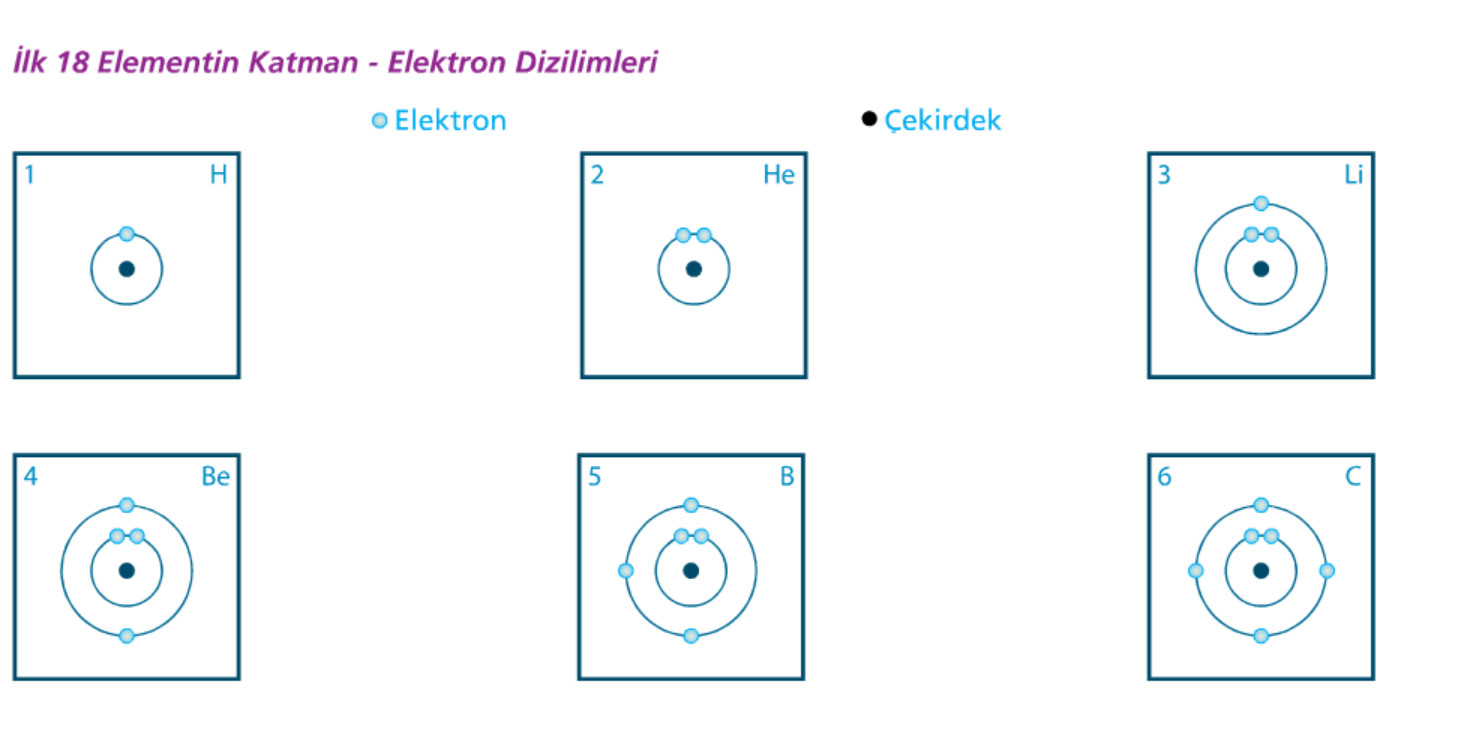 İlk 18 Elementin Katman - Elektron Dizilimleri
Elektron Çekirdek
1 H
2 He
3 Li
4 Be
5 B
6 C